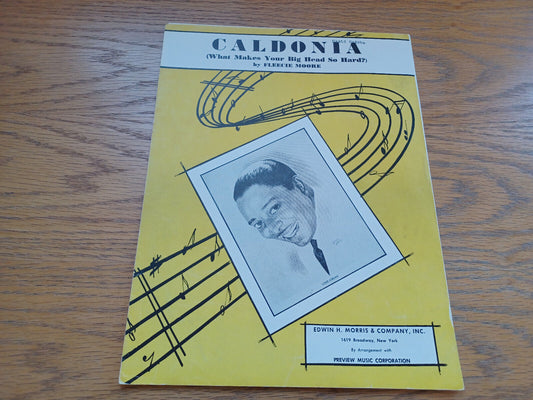 CALDONIA
(What Makes Your Big Head So Hard?)
by FLEECIE MOORE
EDWIN H. MORRIS & COMPANY, INC.
1619 Broadway, New York
By Arrangement with
PREVIEW MUSIC CORPORATION